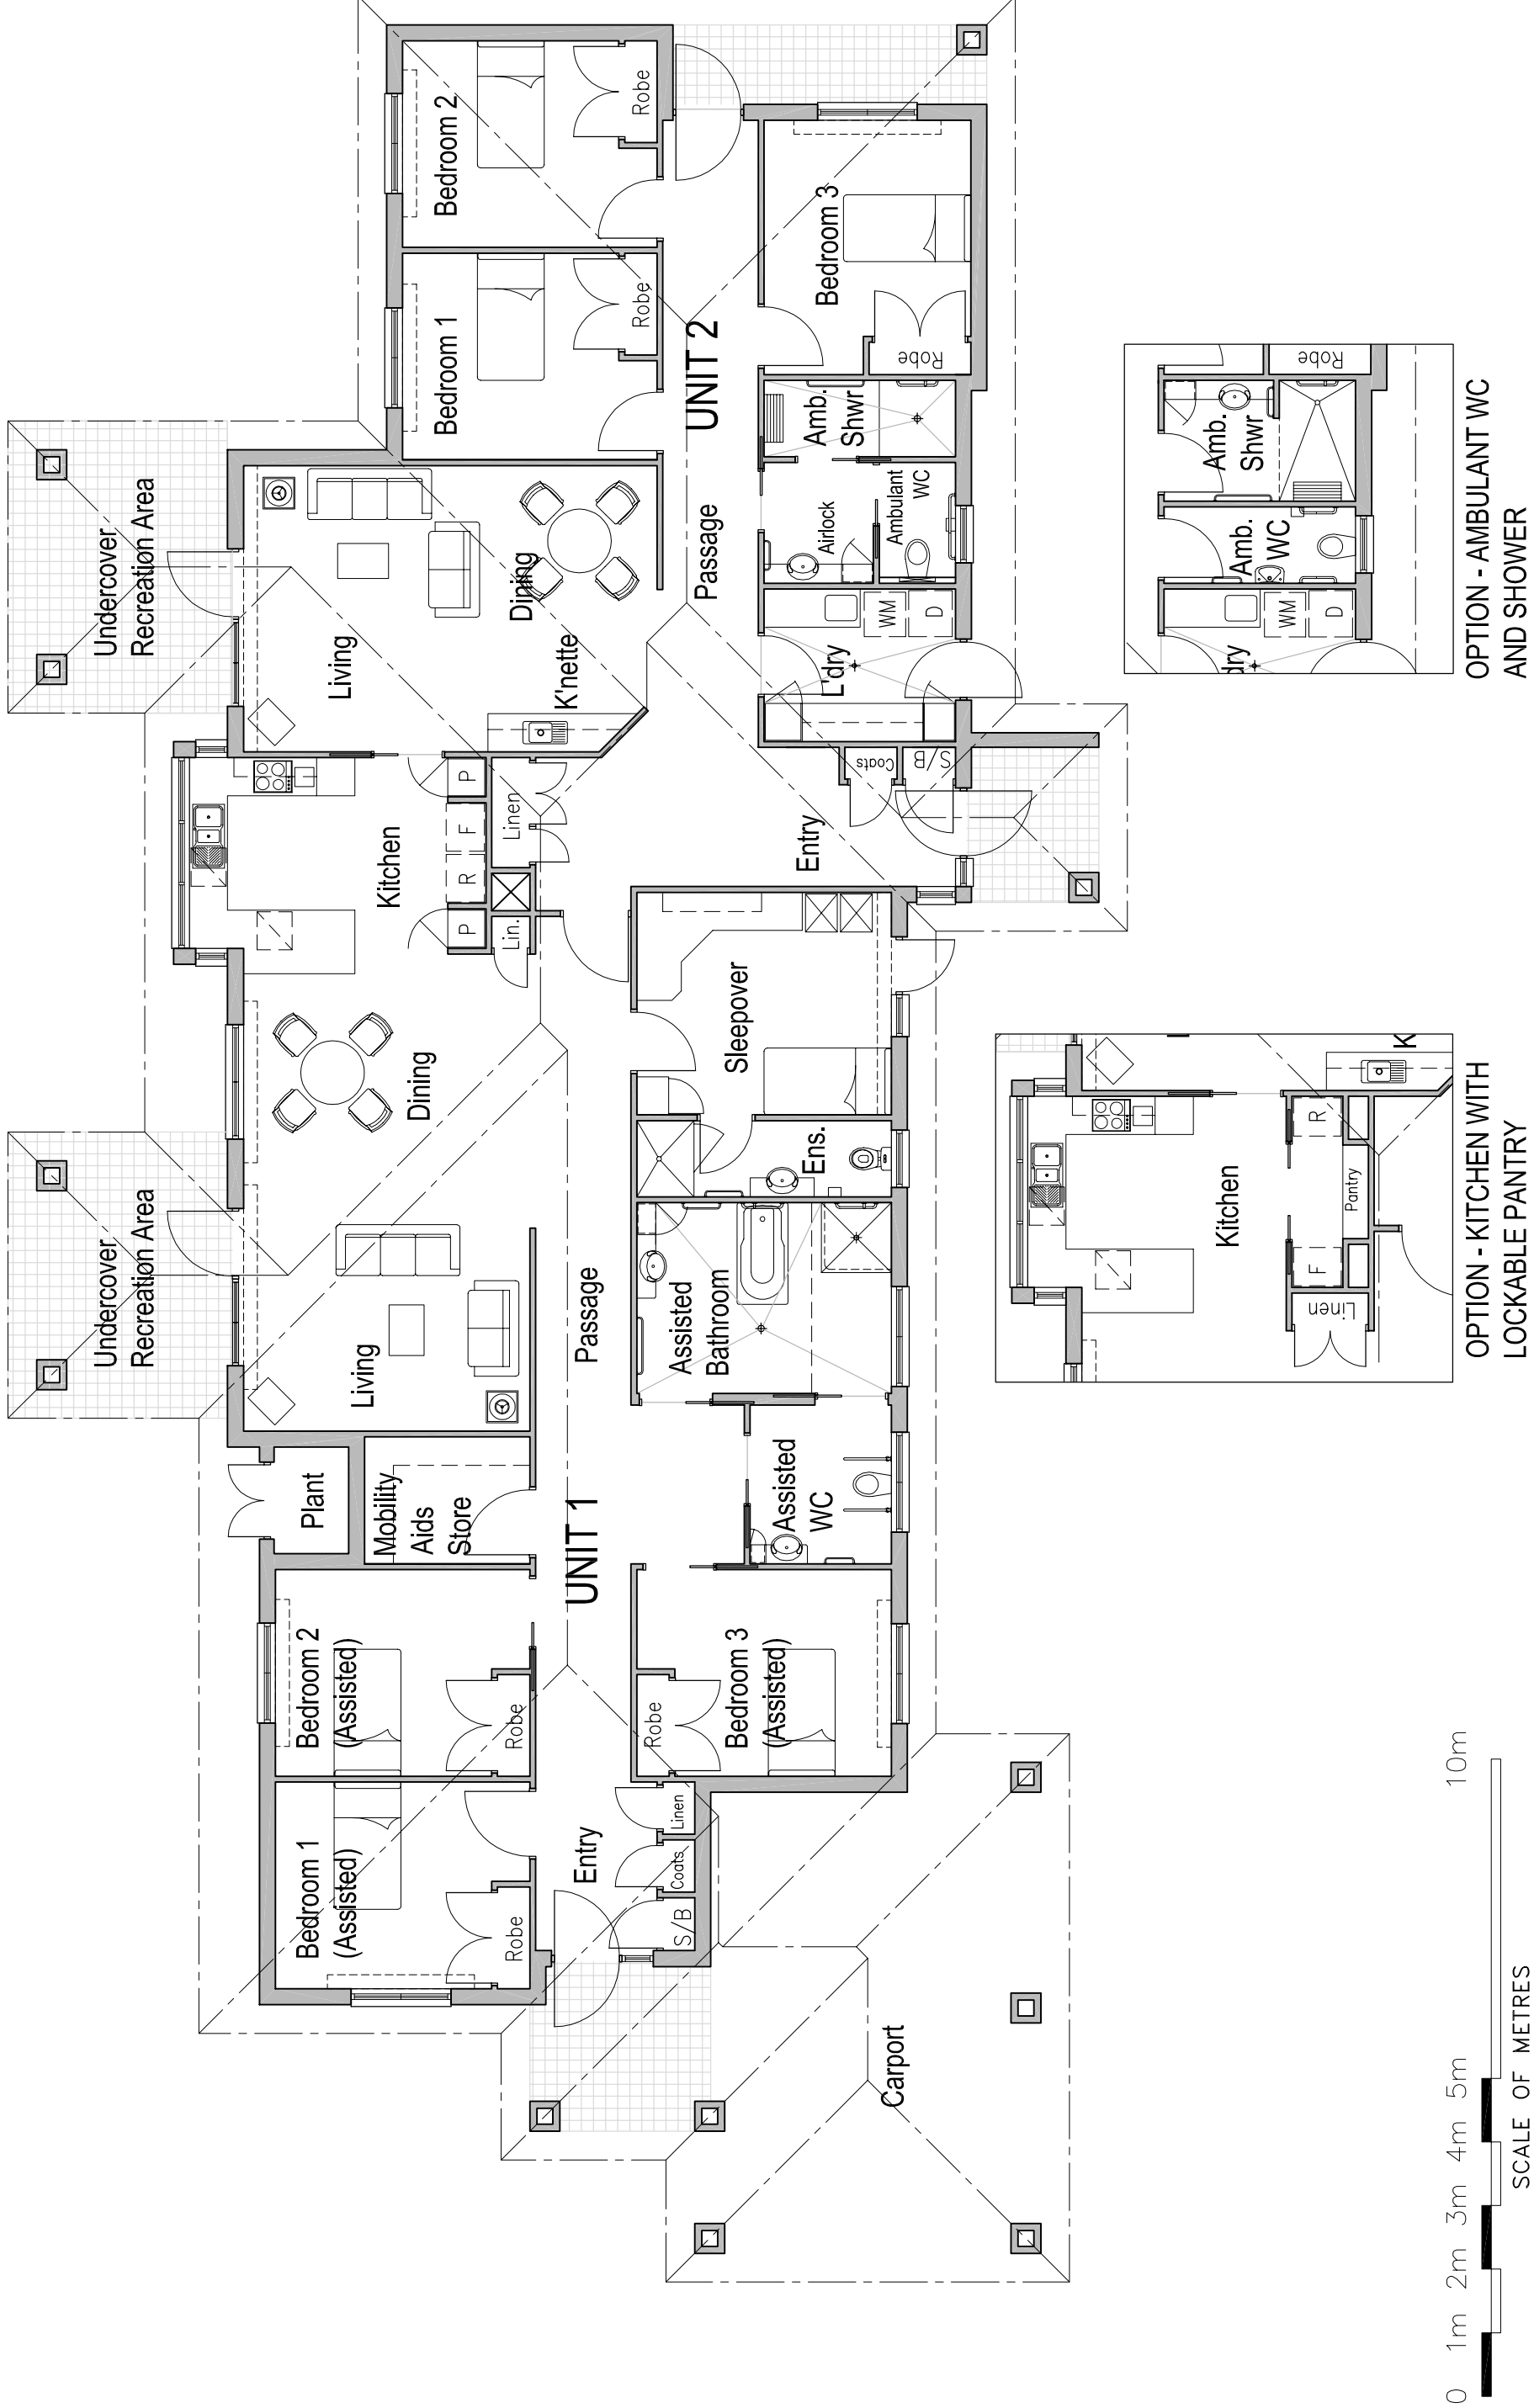 Undercover
Recreation Area
Undercover
Recreation Area
Plant
Living
Dining
Kitchen
P
R
F
P
Lin.
Linen
Living
Dining
K'nette
Bedroom 1
Robe
Bedroom 2
Robe
Bedroom 1
(Assisted)
Robe
Bedroom 2
(Assisted)
Robe
Mobility
Aids
Store
Entry
UNIT 1
Passage
Passage
UNIT 2
S/B
Coats
Linen
Robe
Bedroom 3
(Assisted)
Assisted
WC
Assisted
Bathroom
Ens.
Sleepover
Entry
Coats
S/B
L'dry
WM
D
Airlock
Ambulant
WC
Amb.
Shwr
Robe
Bedroom 3
Carport
Kitchen
Linen
F
Pantry
R
K
OPTION - KITCHEN WITH
LOCKABLE PANTRY
dry
WM
D
Amb.
WC
Amb.
Shwr
Robe
OPTION - AMBULANT WC
AND SHOWER
0 1m 2m 3m 4m 5m 10m
SCALE OF METRES